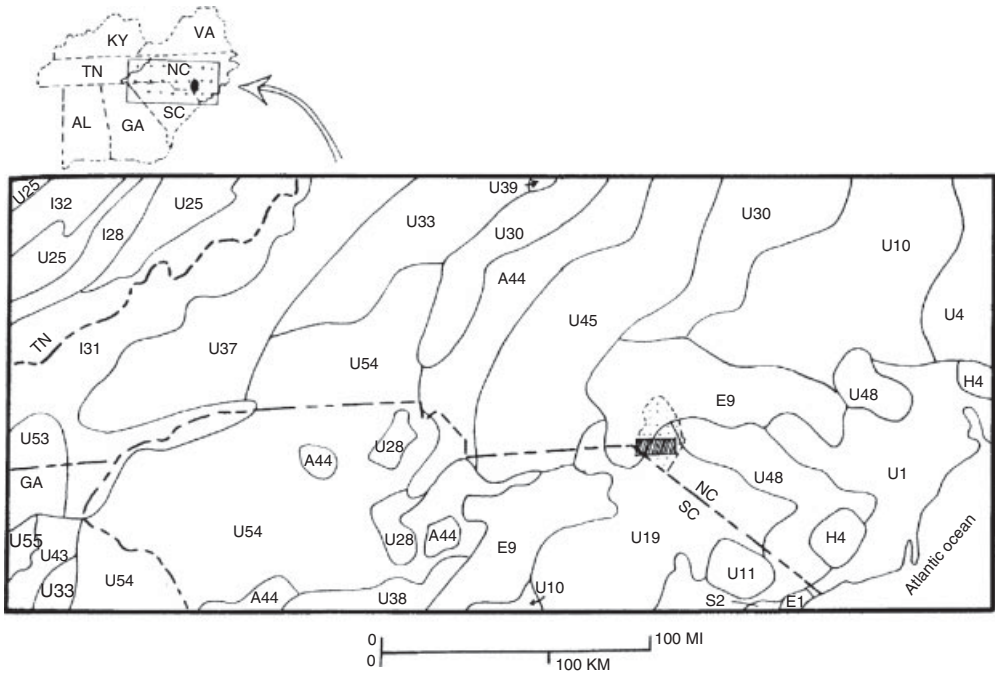 KY VA
TN NC
SC
AL GA
U25 I32 U25 U39
I28 U33 U30 U30
U25 A44 U10
TN I31 U37 U54 U45 U4
E9 U48 H4
U53 A44 U28
GA NC U48 U1
SC
U55 U43 U54 U28 A44 E9 U19 H4
U33 U54 U11
A44 U38 U10 S2 E1
Atlantic ocean
0 100 MI
0 100 KM